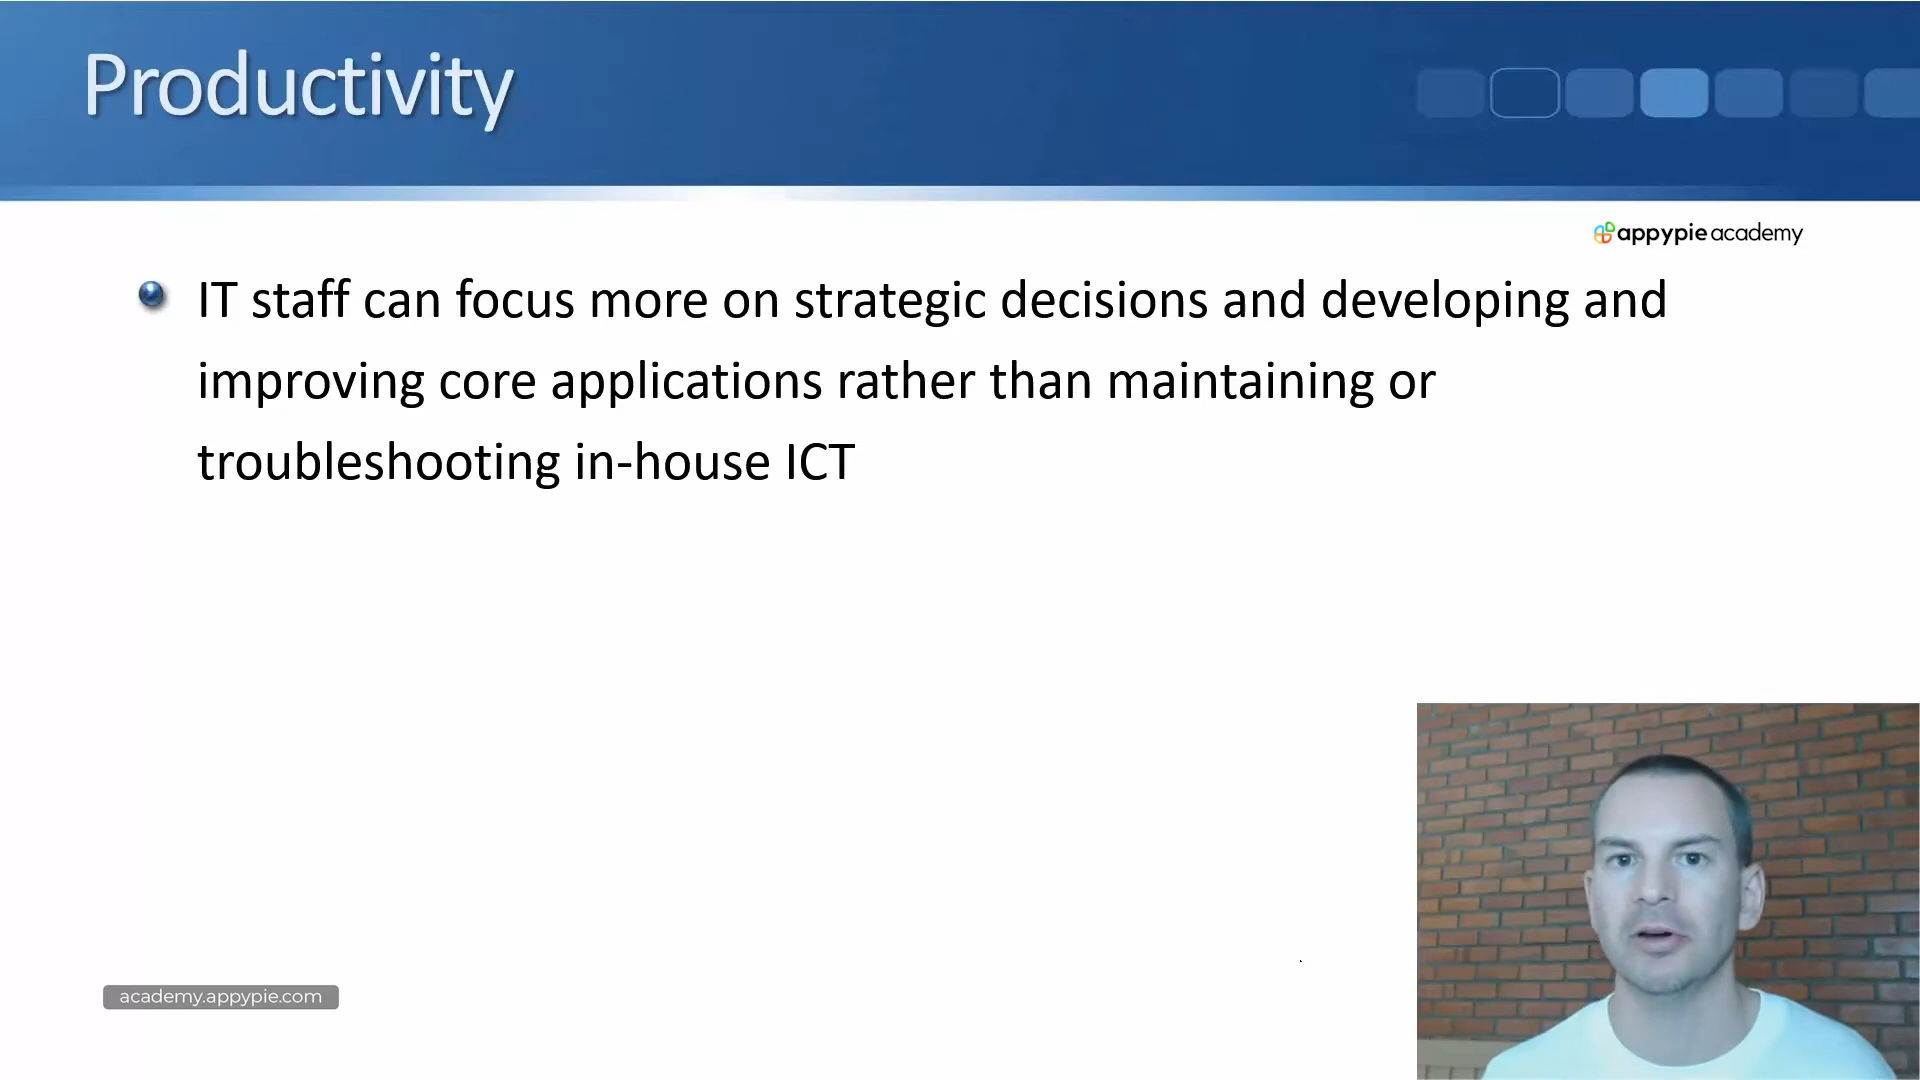 Productivity
appypie academy
IT staff can focus more on strategic decisions and developing and
improving core applications rather than maintaining or
troubleshooting in-house ICT
academy.appypie.com